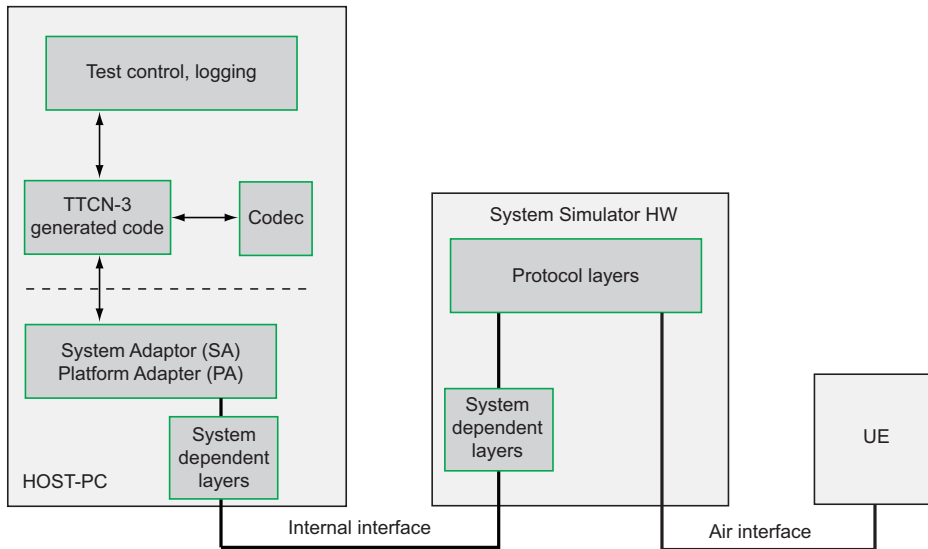 Test control, logging
TTCN-3
generated code
Codec
System Adaptor (SA)
Platform Adapter (PA)
System
dependent
layers
HOST-PC
Internal interface
System Simulator HW
Protocol layers
System
dependent
layers
Air interface
UE